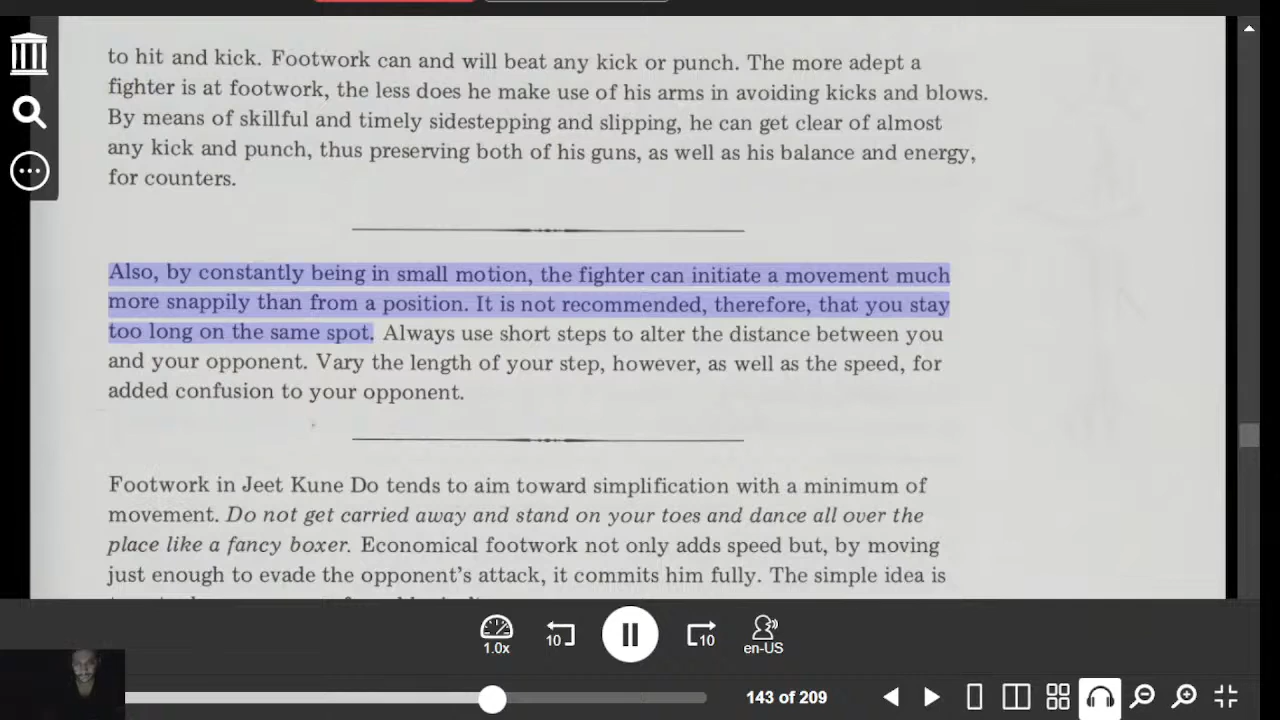 to hit and kick. Footwork can and will beat any kick or punch. The more adept a
fighter is at footwork, the less does he make use of his arms in avoiding kicks and blows.
By means of skillful and timely sidestepping and slipping, he can get clear of almost
any kick and punch, thus preserving both of his guns, as well as his balance and energy,
for counters.
Also, by constantly being in small motion, the fighter can initiate a movement much
more snappily than from a position. It is not recommended, therefore, that you stay
too long on the same spot. Always use short steps to alter the distance between you
and your opponent. Vary the length of your step, however, as well as the speed, for
added confusion to your opponent.
Footwork in Jeet Kune Do tends to aim toward simplification with a minimum of
movement. Do not get carried away and stand on your toes and dance all over the
place like a fancy boxer. Economical footwork not only adds speed but, by moving
just enough to evade the opponent's attack, it commits him fully. The simple idea is
1.0x
10
10
en-US
143 of 209